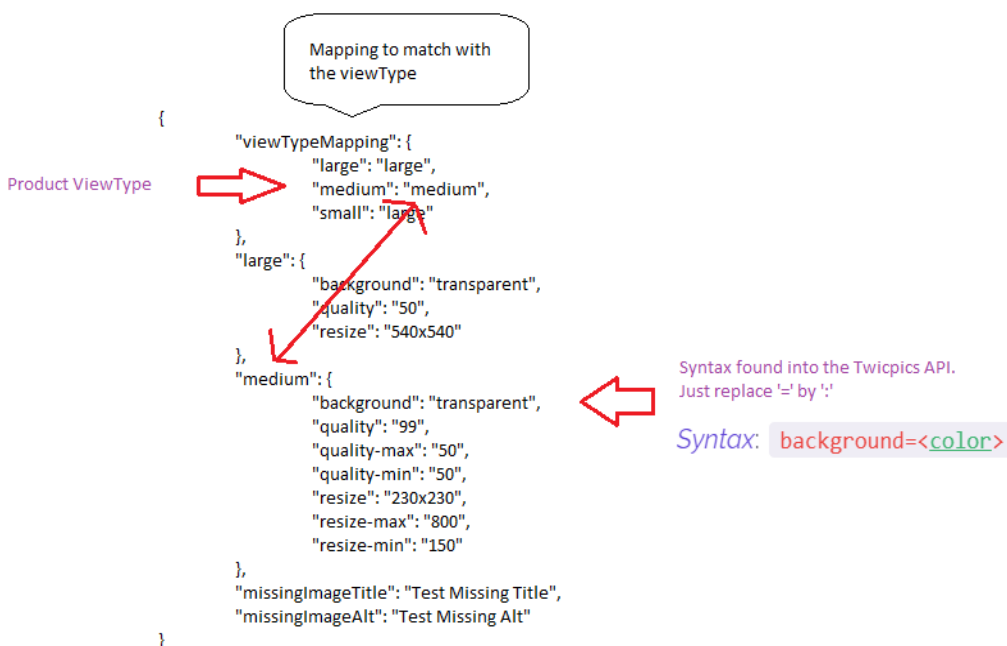 Mapping to match with
the viewType
{
"viewTypeMapping": {
"large": "large",
Product ViewType
"medium": "medium",
"small": "large"
},
"large": {
"background": "transparent",
"quality": "50",
"resize": "540x540"
},
"medium": {
Syntax found into the Twicpics API.
Just replace '=' by ':'
"background": "transparent",
"quality": "99",
Syntax: background=<color>
"quality-max": "50",
"quality-min": "50",
"resize": "230x230",
"resize-max": "800",
"resize-min": "150"
},
"missingImageTitle": "Test Missing Title",
"missingImageAlt": "Test Missing Alt"
}